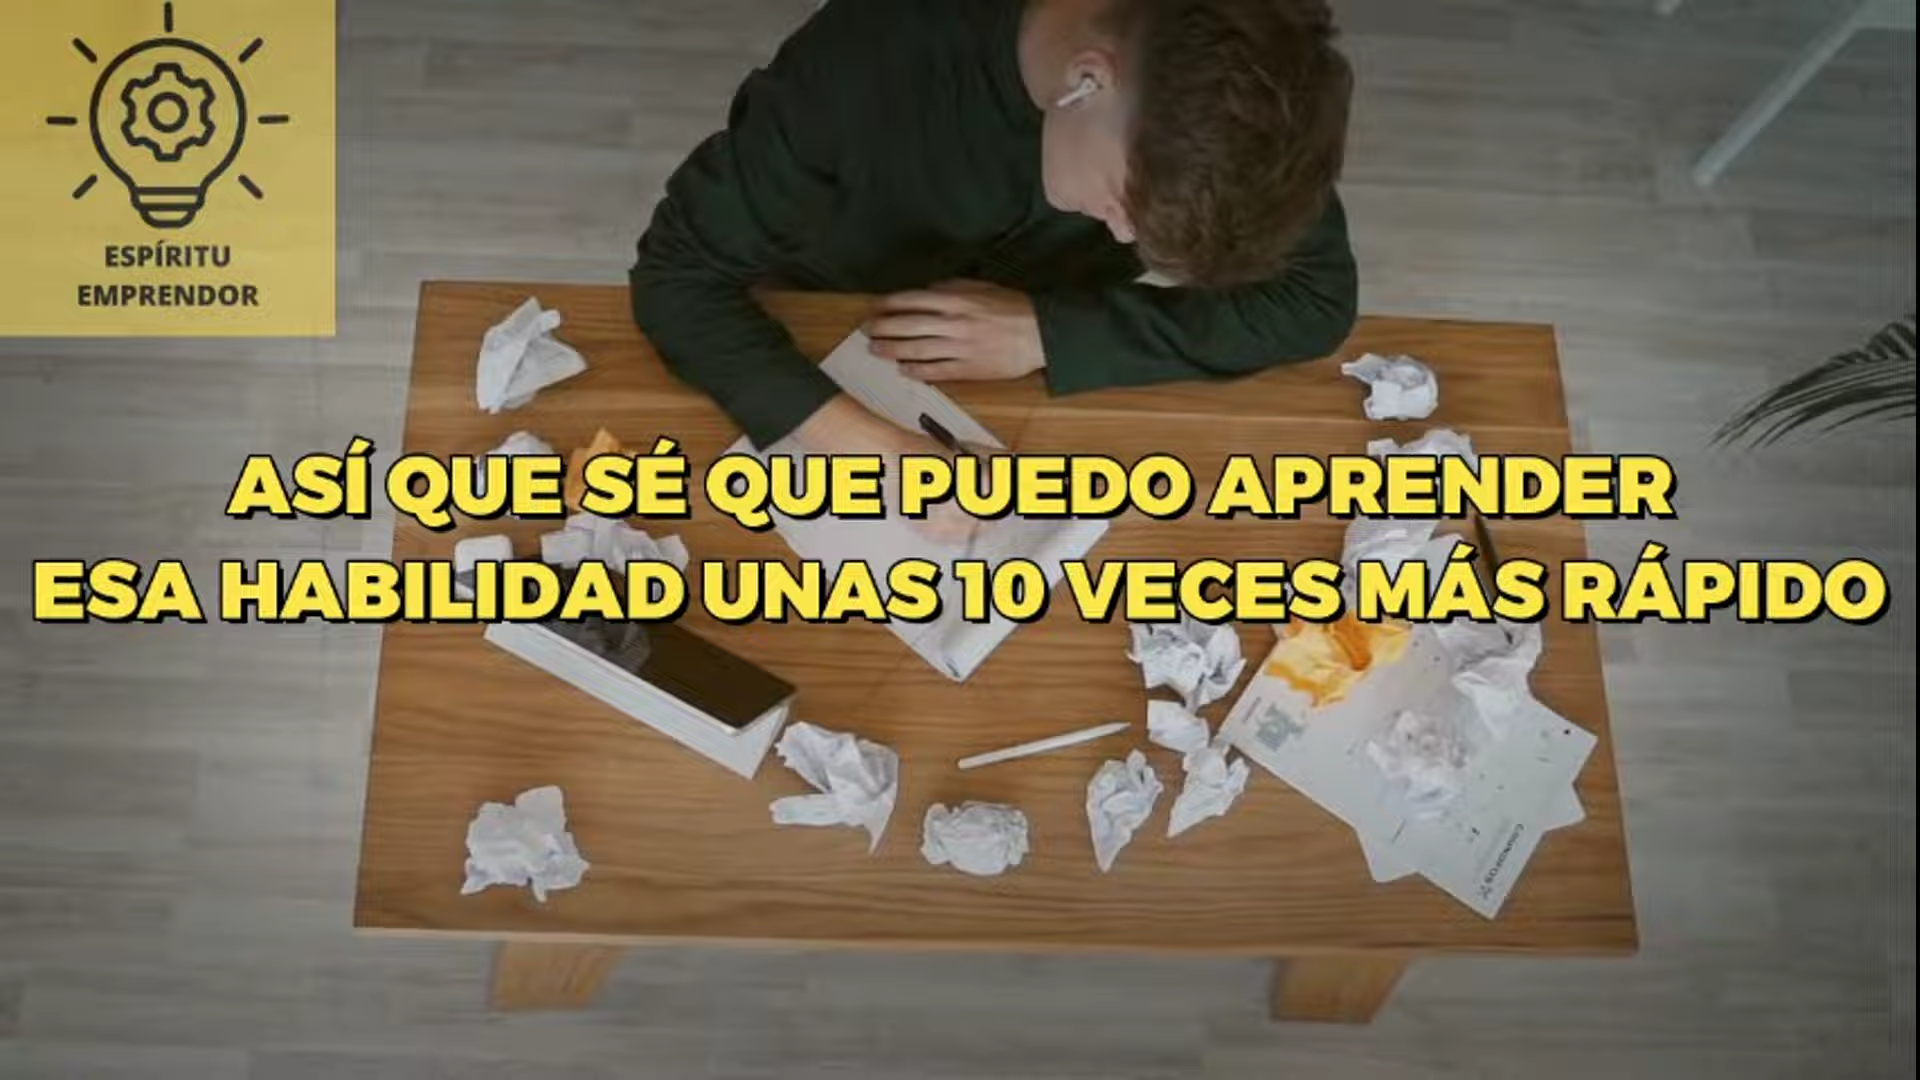 ESPÍRITU
EMPRENDOR
ASÍ QUE SÉ QUE PUEDO APRENDER
ESA HABILIDAD UNAS 10 VECES MÁS RÁPIDO